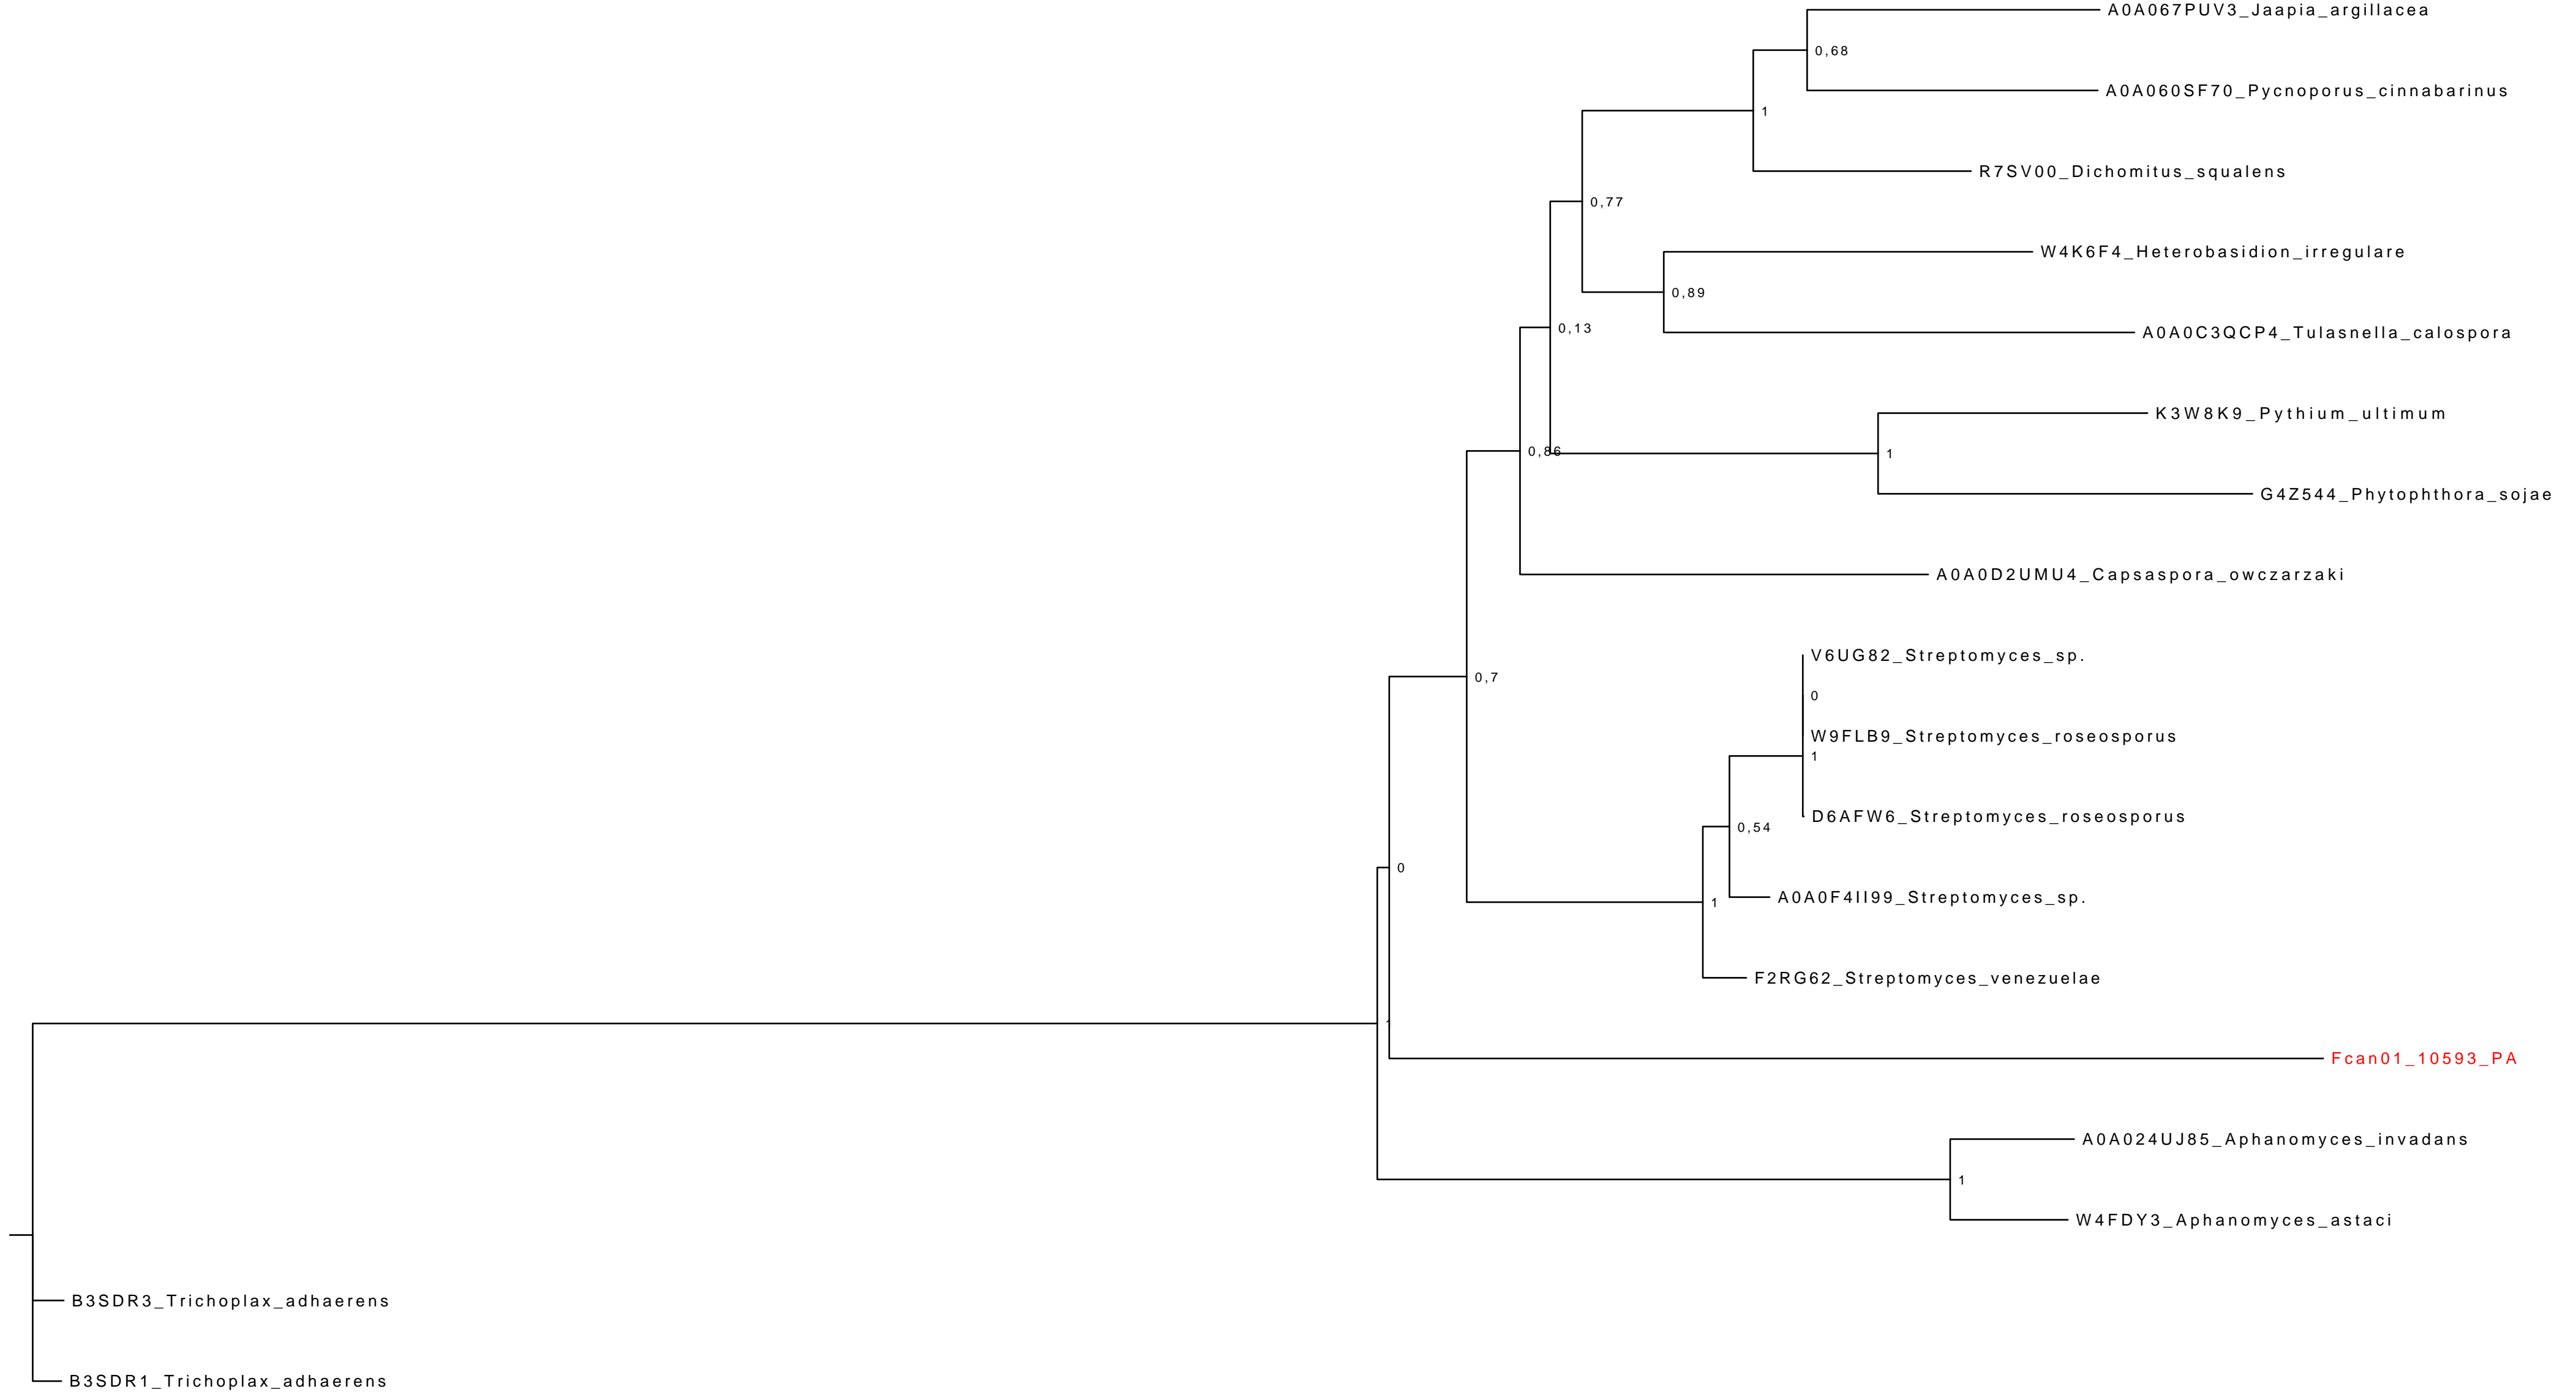 A0A067PUV3_Jaapia_argillacea
0,68
A0A060SF70_Pycnoporus_cinnabarinus
1
R7SV00_Dichomitus_squalens
0,77
W4K6F4_Heterobasidion_irregulare
0,89
0,13
A0A0C3QCP4_Tulasnella_calospora
K3W8K9_Pythium_ultimum
0,86
1
G4Z544_Phytophthora_sojae
A0A0D2UMU4_Capsaspora_owczarzaki
V6UG82_Streptomyces_sp.
0,7
0
W9FLB9_Streptomyces_roseosporus
1
D6AFW6_Streptomyces_roseosporus
0,54
0
A0A0F4II99_Streptomyces_sp.
1
F2RG62_Streptomyces_venezuelae
1
Fcan01_10593_PA
A0A024UJ85_Aphanomyces_invadans
1
W4FDY3_Aphanomyces_astaci
B3SDR3_Trichoplax_adhaerens
B3SDR1_Trichoplax_adhaerens